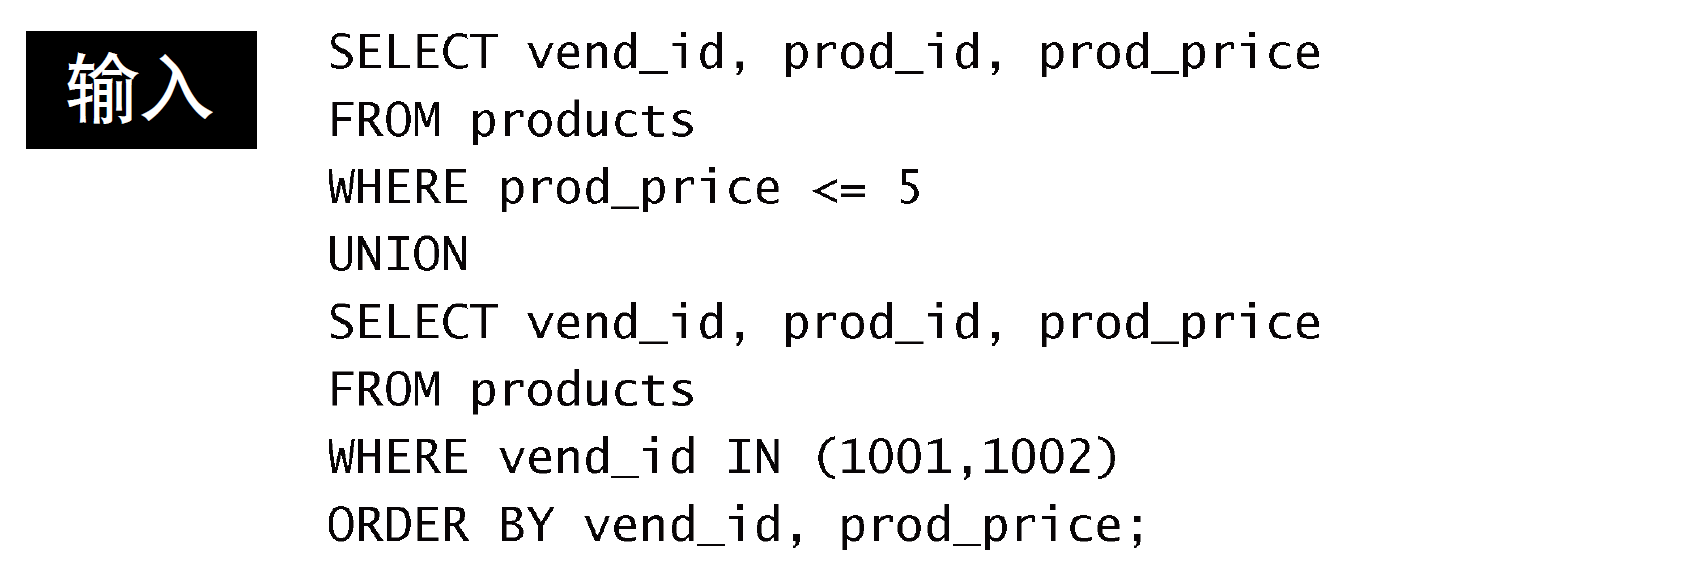 输入
SELECT vend_id, prod_id, prod_price
FROM products
WHERE prod_price <= 5
UNION
SELECT vend_id, prod_id, prod_price
FROM products
WHERE vend_id IN (1001,1002)
ORDER BY vend_id, prod_price;